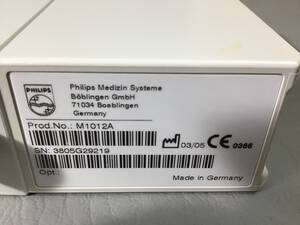 PHILIPS
Philips Medizin Systeme
Böblingen GmbH
71034 Boeblingen
Germany
Prod.No.: M1012A
03/05 CE 0366
SN: 3805G29219
Opt.:
Made in Germany